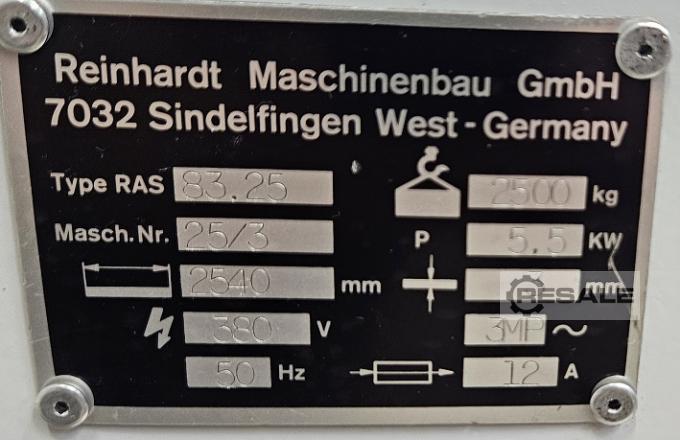 Reinhardt Maschinenbau GmbH
7032 Sindelfingen West-Germany
Type RAS 83.25 2500 kg
Masch.Nr. 25/3 P 5,5 KW
2540 mm mm
380 V 3MP ~
50 Hz 12 A
RESALE